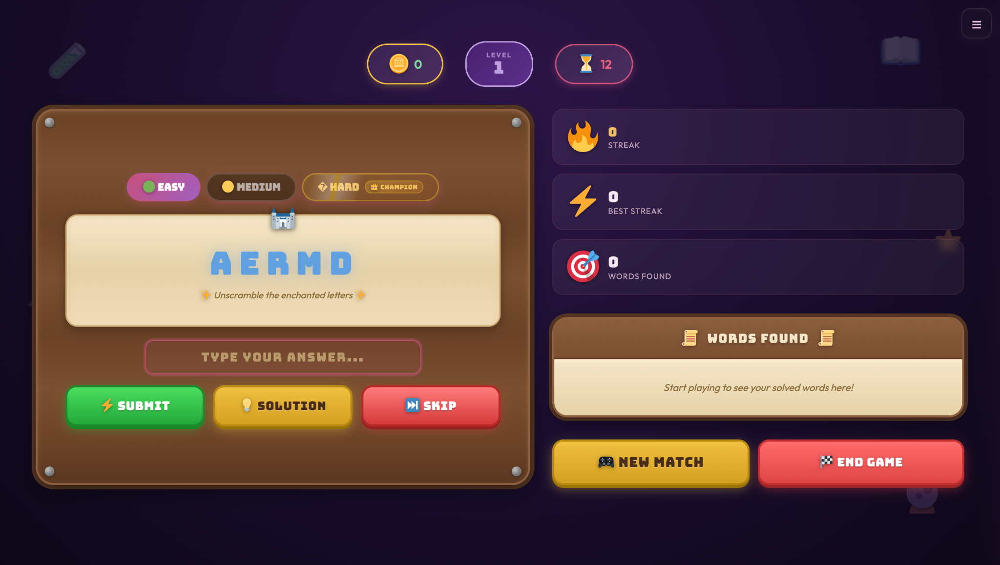 0
LEVEL
1
12
EASY
MEDIUM
�HARD
CHAMPION
AERMD
✨ Unscramble the enchanted letters ✨
TYPE YOUR ANSWER...
SUBMIT
SOLUTION
SKIP
0
STREAK
0
BEST STREAK
0
WORDS FOUND
WORDS FOUND
Start playing to see your solved words here!
NEW MATCH
END GAME